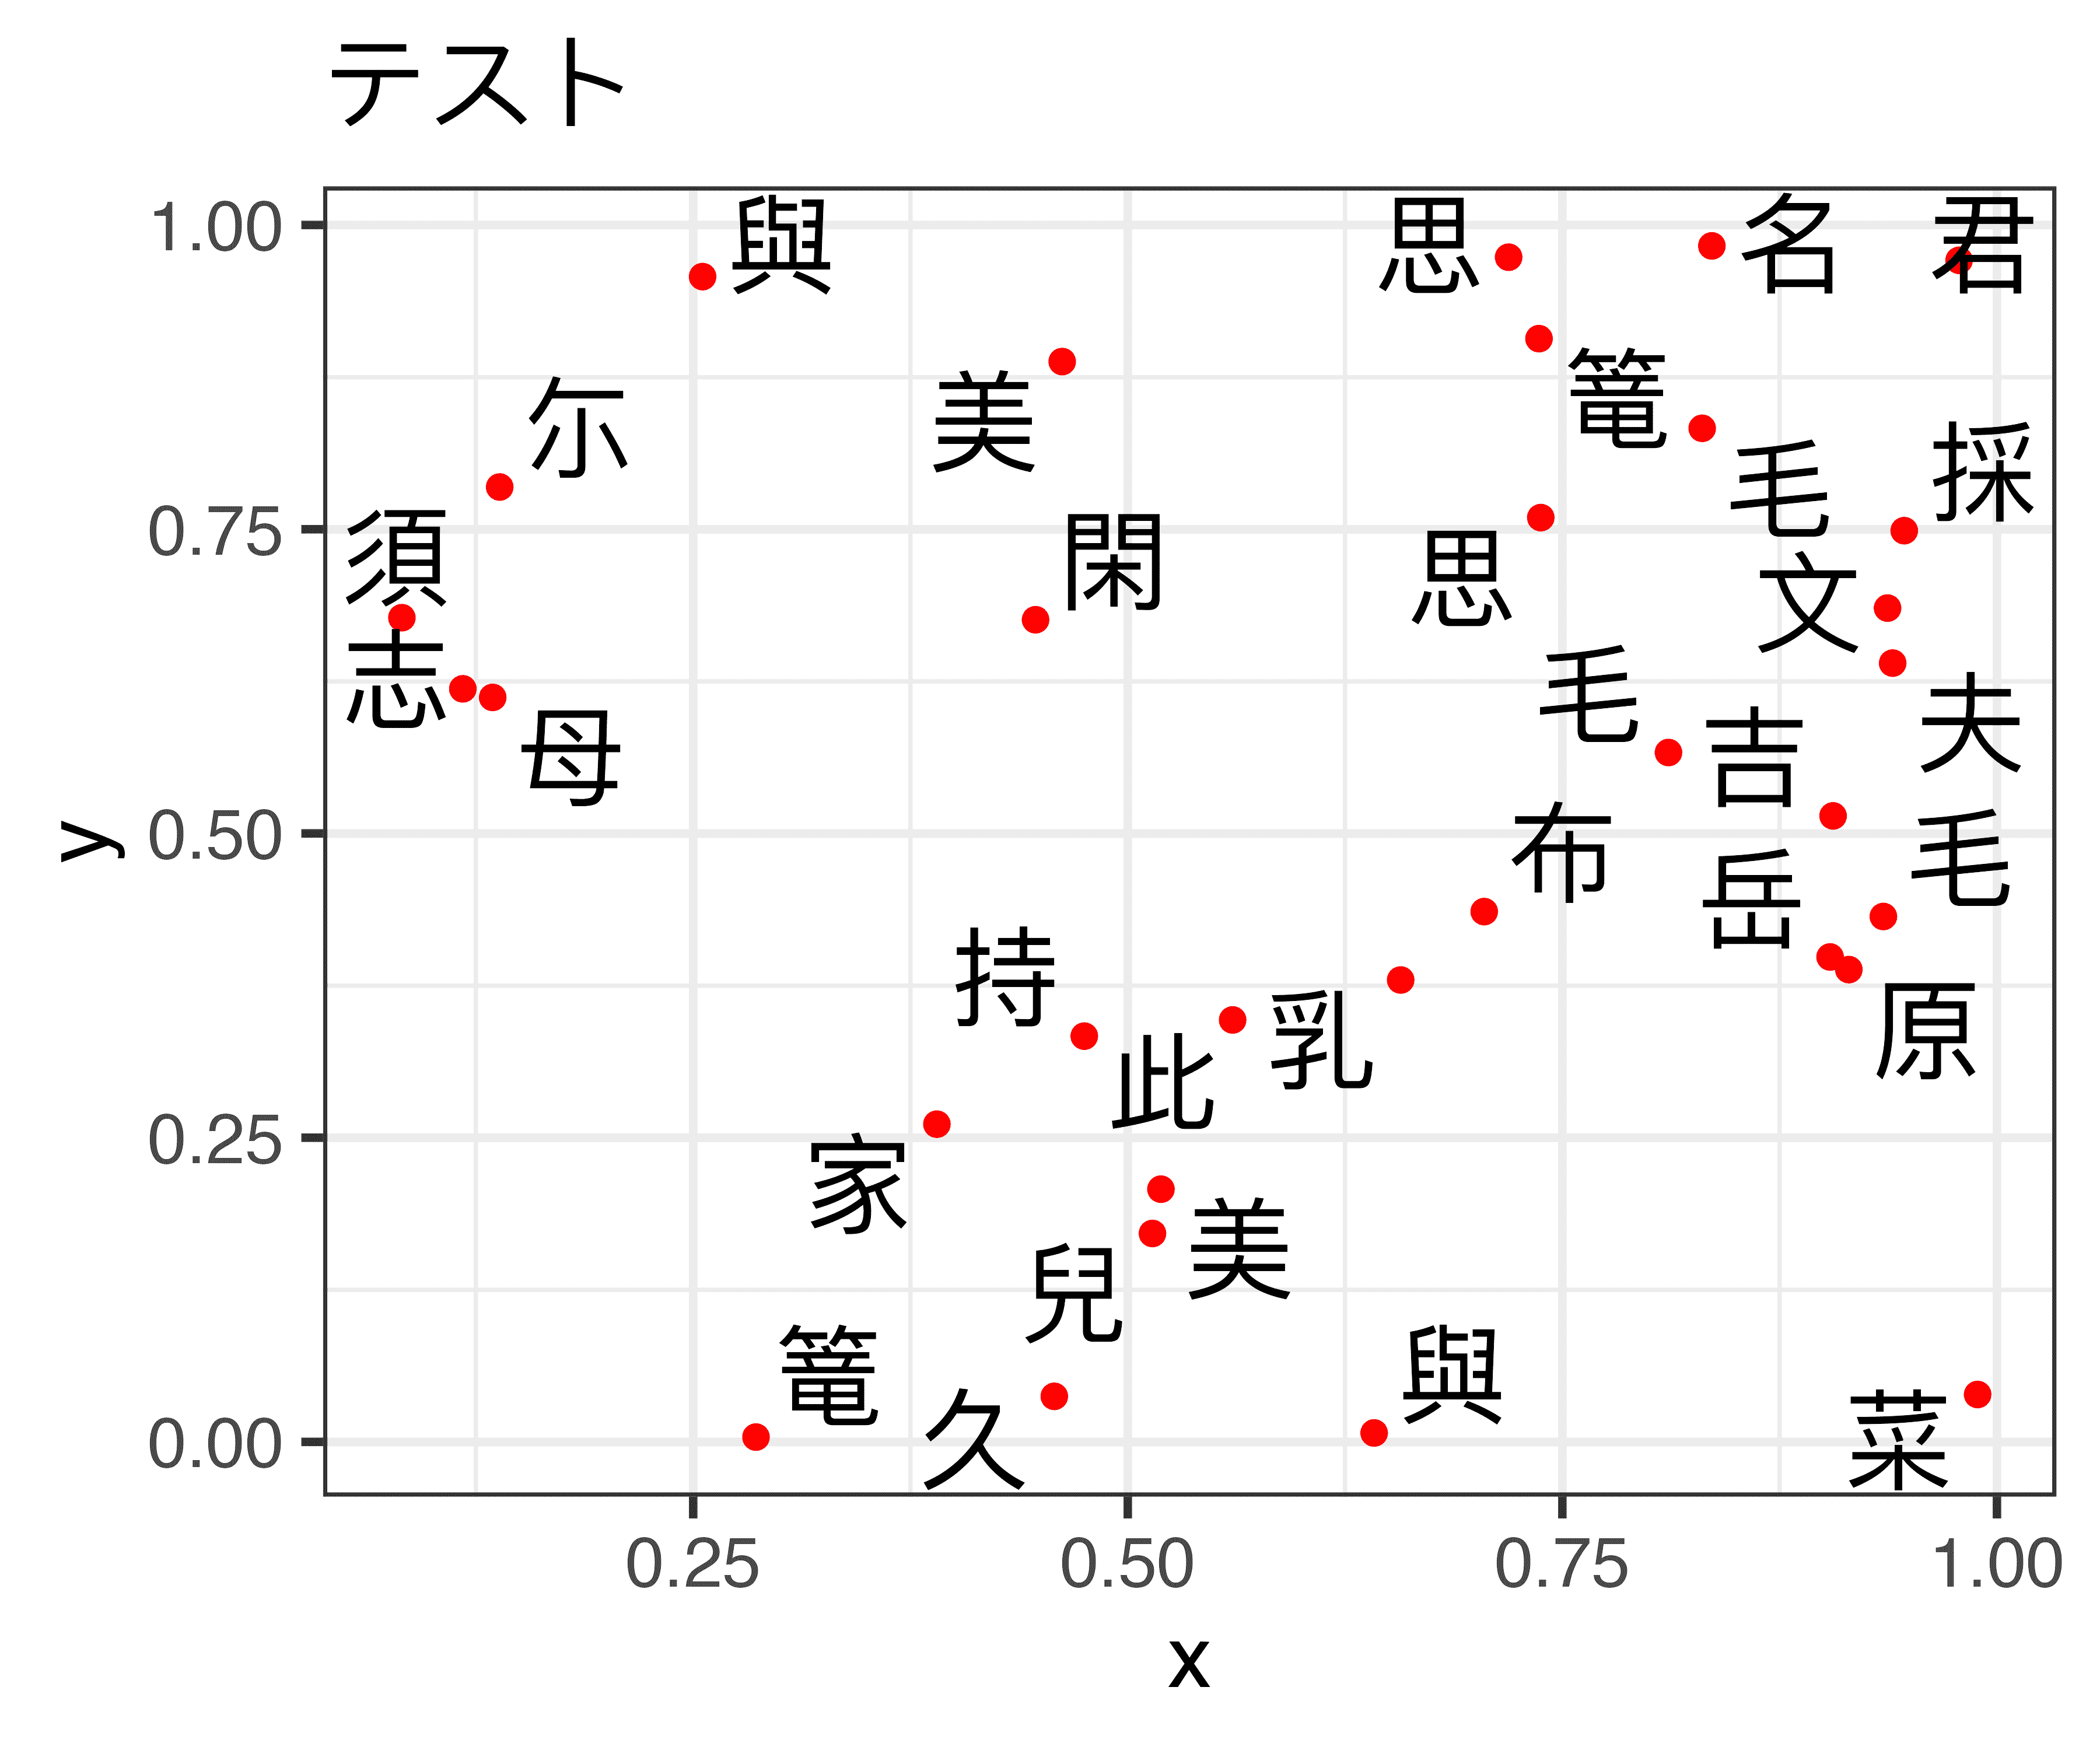 テスト
1.00
0.75
0.50
0.25
0.00
y
與
思
名
君
美
篭
尓
毛
採
須
閑
思
文
志
毛
母
吉
夫
布
岳
毛
持
乳
原
此
家
美
兒
篭
久
與
菜
0.25
0.50
0.75
1.00
x